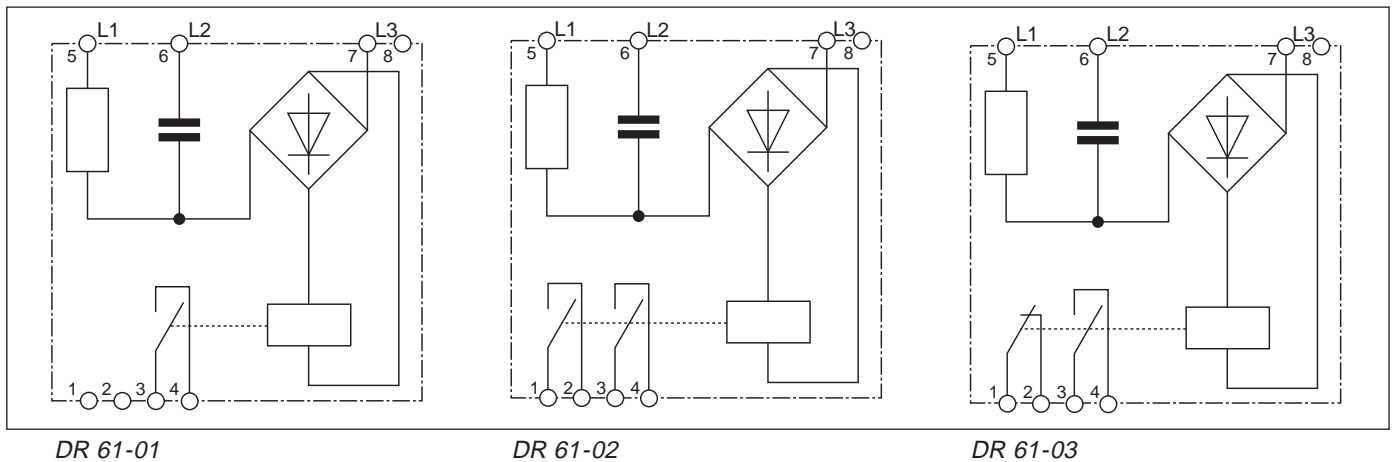 L1 L2 L3 L1 L2 L3 L1 L2 L3
5 6 7 8 5 6 7 8 5 6 7 8
1 2 3 4 1 2 3 4 1 2 3 4
DR 61-01 DR 61-02 DR 61-03